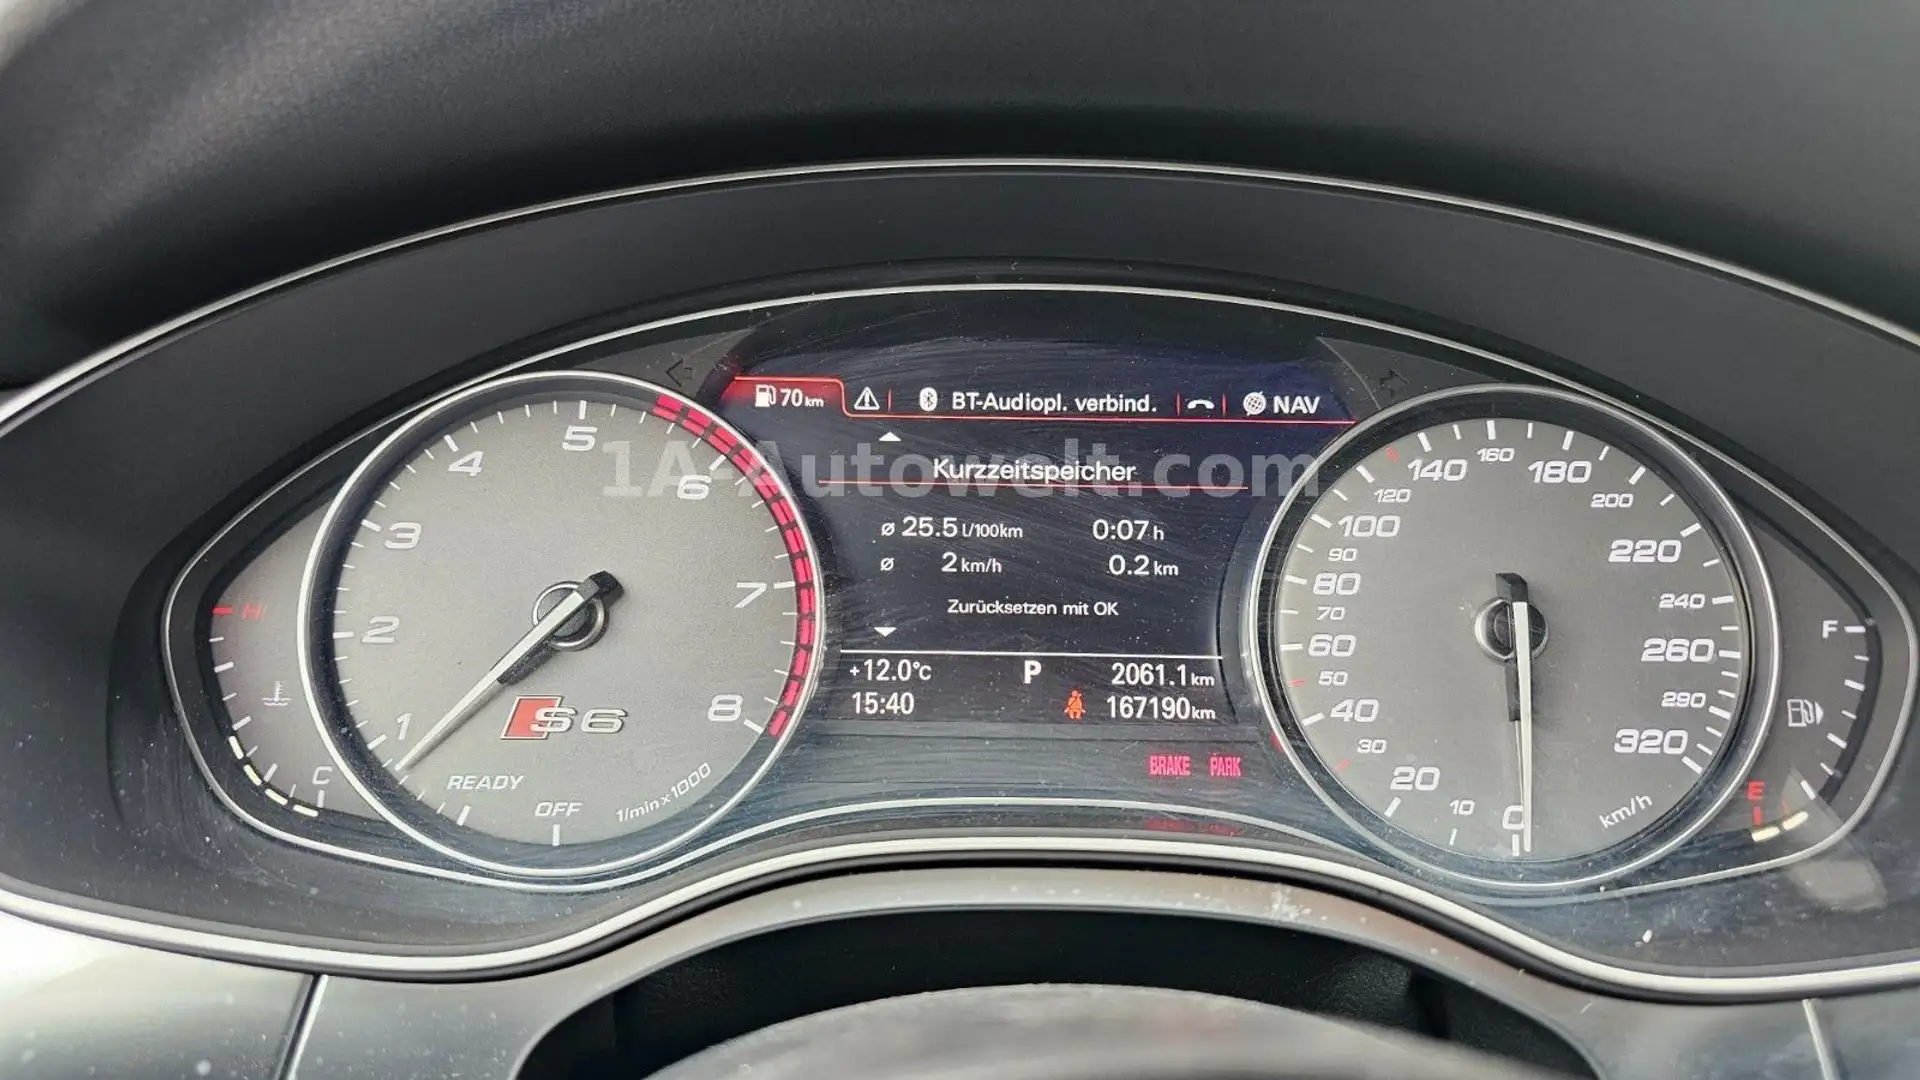 70 km BT-Audiopl. verbind. NAV
Kurzzeitspeicher
1A-Autowelt.com
ø 25.5 l/100km 0:07 h
ø 2 km/h 0.2 km
Zurücksetzen mit OK
+12.0°C P 2061.1 km
15:40 167190 km
BRAKE PARK
HI
C
OFF
READY
1
2
3
4
5
6
7
8
1/min x 1000
S6
0
10
20
30
40
50
60
70
80
90
100
120
140
160
180
200
220
240
260
290
320
km/h
F
E